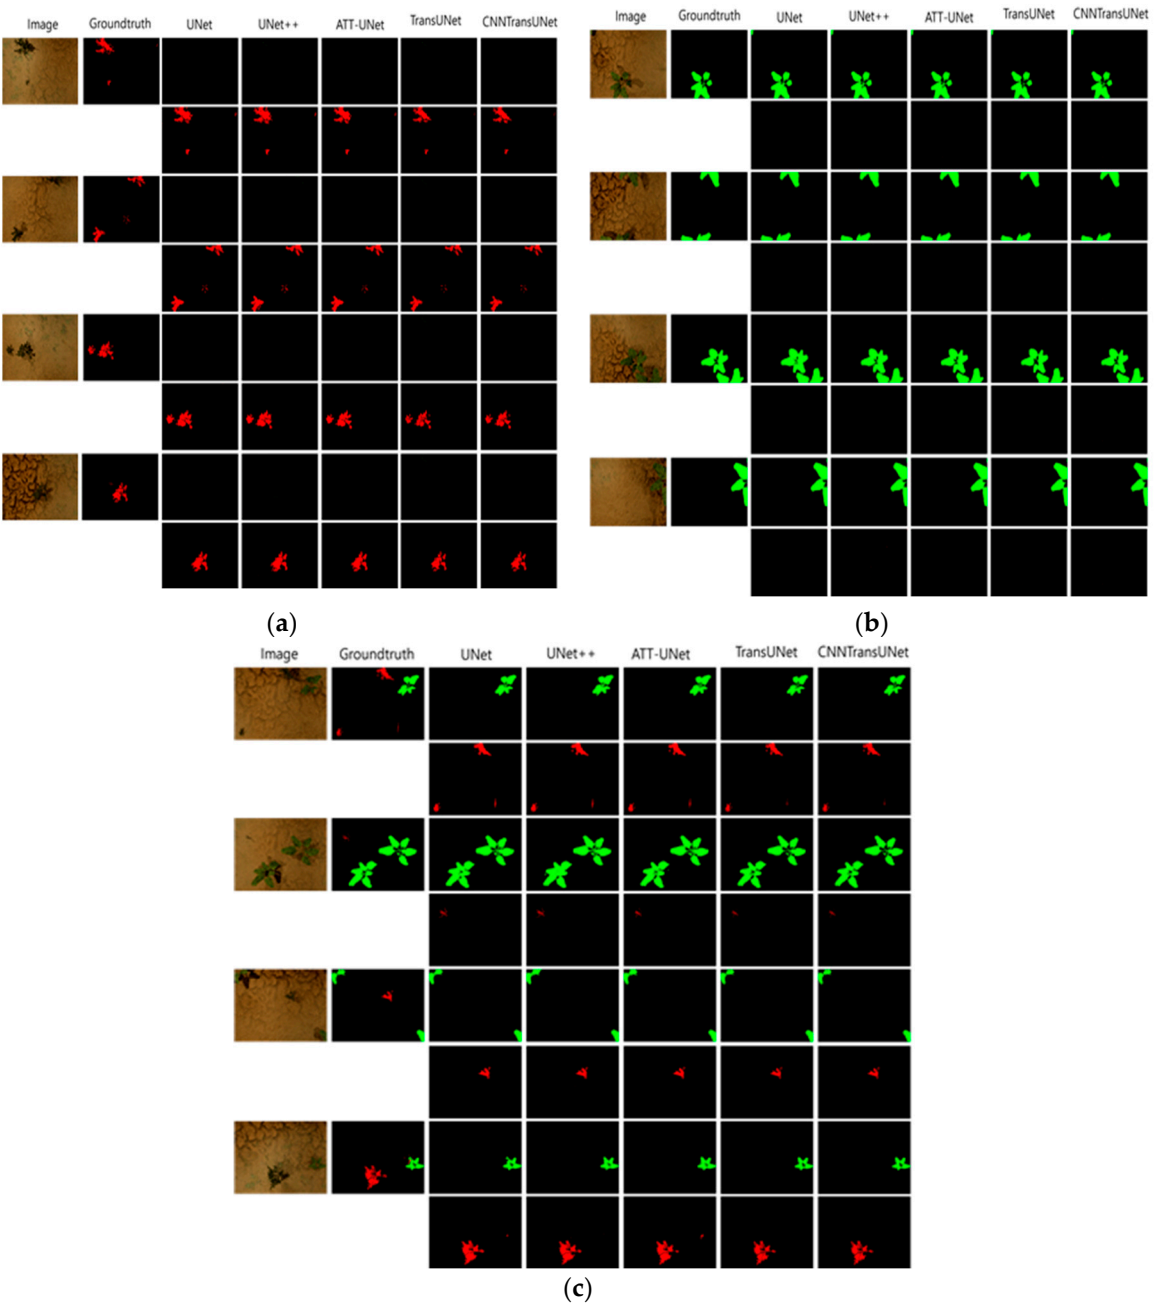 Image Groundtruth UNet UNet++ ATT-UNet TransUNet CNNTransUNet
Image Groundtruth UNet UNet++ ATT-UNet TransUNet CNNTransUNet
(a)
(b)
Image Groundtruth UNet UNet++ ATT-UNet TransUNet CNNTransUNet
(c)